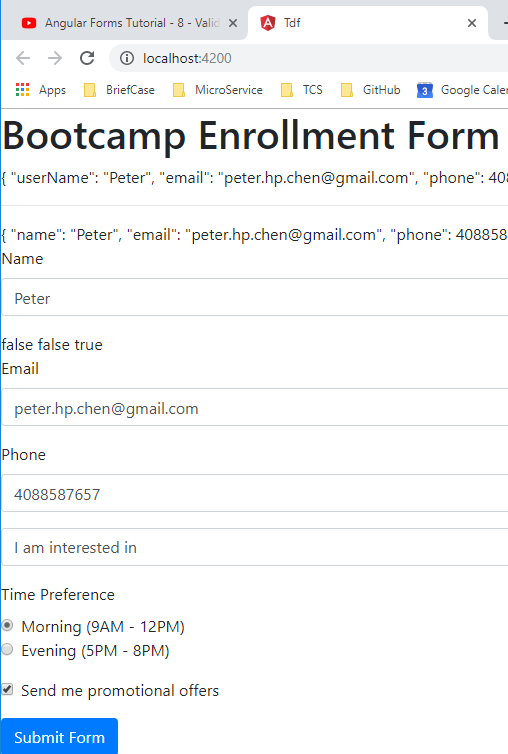 Angular Forms Tutorial - 8 - Valid
Tdf
localhost:4200
Apps BriefCase MicroService TCS GitHub Google Caler
Bootcamp Enrollment Form
{ "userName": "Peter", "email": "peter.hp.chen@gmail.com", "phone": 408
{ "name": "Peter", "email": "peter.hp.chen@gmail.com", "phone": 408858
Name
Peter
false false true
Email
peter.hp.chen@gmail.com
Phone
4088587657
I am interested in
Time Preference
Morning (9AM - 12PM)
Evening (5PM - 8PM)
Send me promotional offers
Submit Form